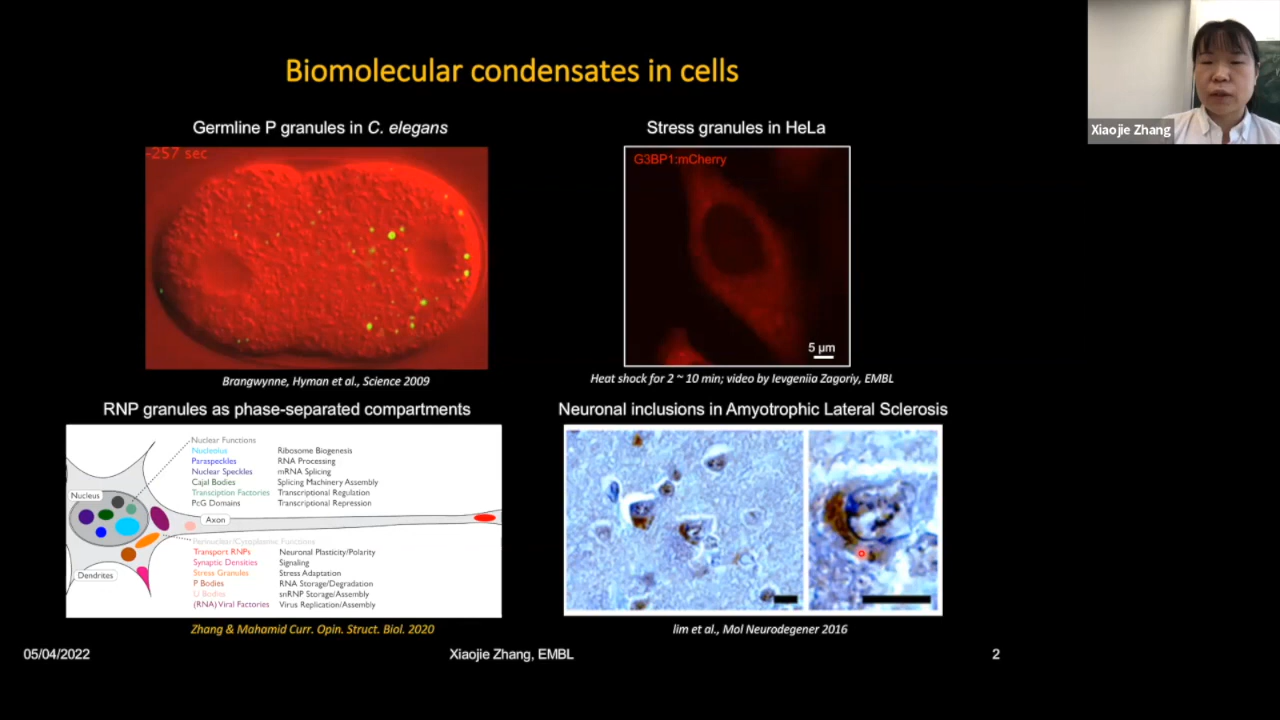 Biomolecular condensates in cells
Xiaojie Zhang
Germline P granules in C. elegans
-257 sec
Brangwynne, Hyman et al., Science 2009
Stress granules in HeLa
G3BP1:mCherry
5 µm
Heat shock for 2 ~ 10 min; video by Ievgeniia Zagoriy, EMBL
RNP granules as phase-separated compartments
Nucleus
Axon
Dendrites
Nuclear Functions
Nucleolus Ribosome Biogenesis
Paraspeckles RNA Processing
Nuclear Speckles mRNA Splicing
Cajal Bodies Splicing Machinery Assembly
Transciption Factories Transcriptional Regulation
PcG Domains Transcriptional Repression
Perinuclear/Cytoplasmic Functions
Transport RNPs Neuronal Plasticity/Polarity
Synaptic Densities Signaling
Stress Granules Stress Adaptation
P Bodies RNA Storage/Degradation
U Bodies snRNP Storage/Assembly
(RNA) Viral Factories Virus Replication/Assembly
Zhang & Mahamid Curr. Opin. Struct. Biol. 2020
Neuronal inclusions in Amyotrophic Lateral Sclerosis
lim et al., Mol Neurodegener 2016
05/04/2022
Xiaojie Zhang, EMBL
2